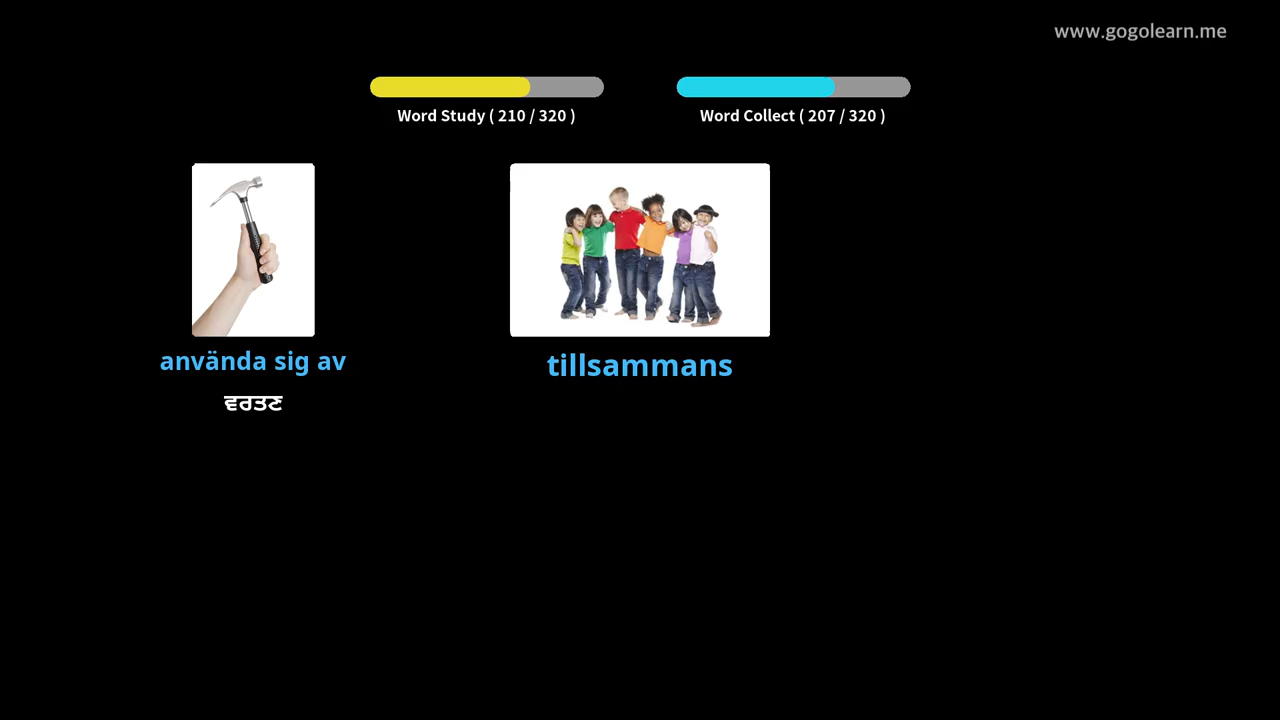 www.gogolearn.me
Word Study ( 210 / 320 )
Word Collect ( 207 / 320 )
använda sig av
ਵਰਤਣ
tillsammans